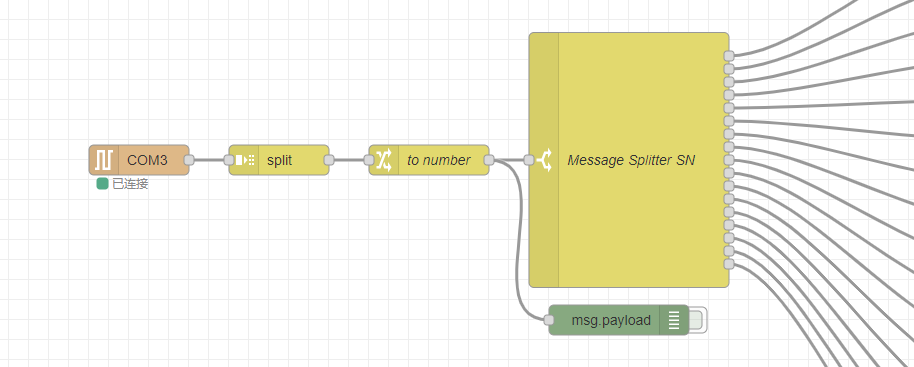 COM3
split
to number
Message Splitter SN
已连接
msg.payload